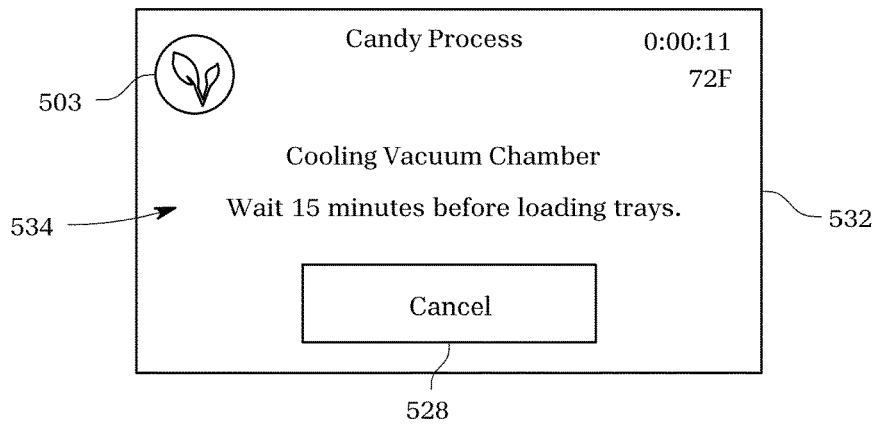 Candy Process
0:00:11
72F
503
Cooling Vacuum Chamber
Wait 15 minutes before loading trays.
534
532
Cancel
528